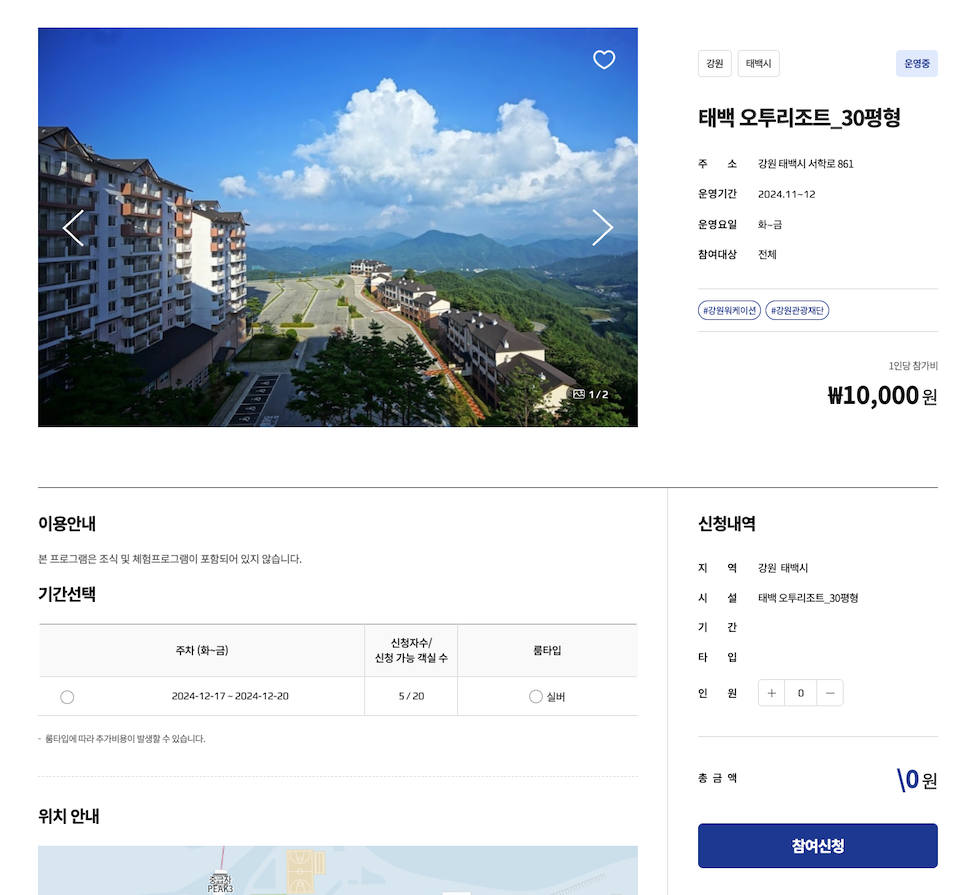 강원 태백시 운영중
태백 오투리조트_30평형
주 소 강원 태백시 서학로 861
운영기간 2024.11~12
운영요일 화~금
참여대상 전체
#강원워케이션 #강원관광재단
1인당 참가비
₩10,000 원
1 / 2
이용안내
본 프로그램은 조식 및 체험프로그램이 포함되어 있지 않습니다.
기간선택
주차 (화~금)
신청자수/
신청 가능 객실 수
룸타입
2024-12-17 ~ 2024-12-20
5 / 20
실버
- 룸타입에 따라 추가비용이 발생할 수 있습니다.
위치 안내
중급자
PEAK3
신청내역
지 역 강원 태백시
시 설 태백 오투리조트_30평형
기 간
타 입
인 원 + 0 −
총 금 액 \0 원
참여신청